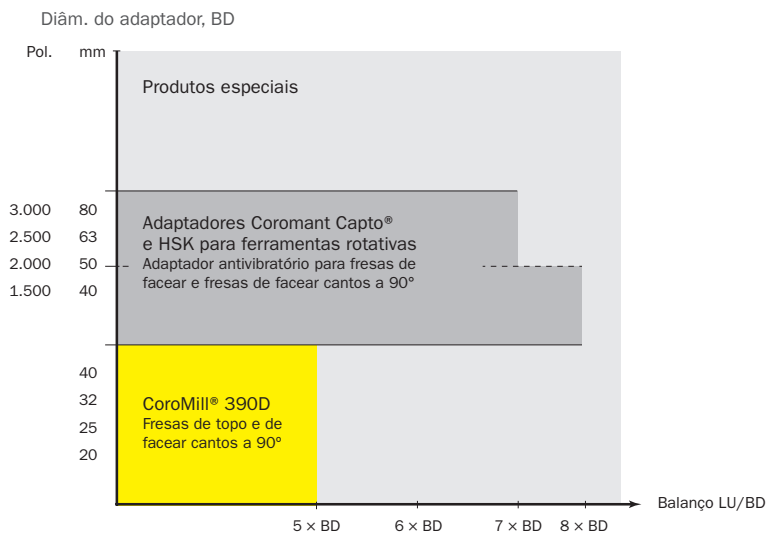 Diâm. do adaptador, BD
Pol. mm
Produtos especiais
3.000 80
2.500 63
2.000 50
1.500 40
Adaptadores Coromant Capto®
e HSK para ferramentas rotativas
Adaptador antivibratório para fresas de
facear e fresas de facear cantos a 90°
40
32
25
20
CoroMill® 390D
Fresas de topo e de
facear cantos a 90º
Balanço LU/BD
5 × BD 6 × BD 7 × BD 8 × BD